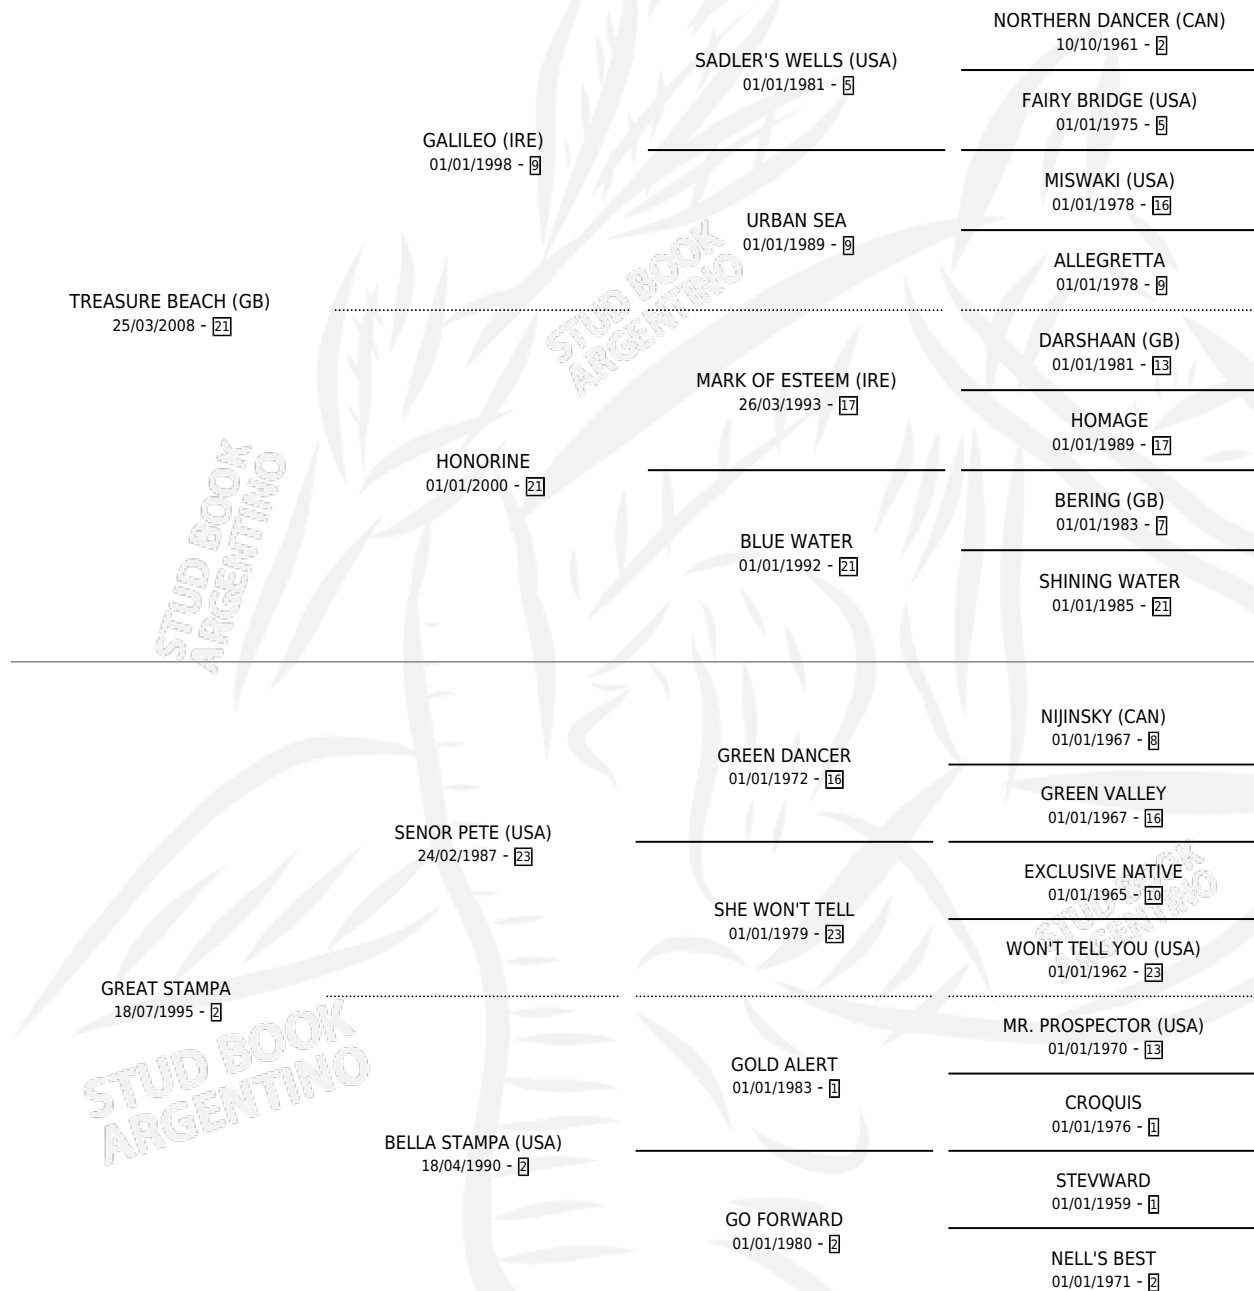 NORTHERN DANCER (CAN)
10/10/1961 - 2
SADLER'S WELLS (USA)
01/01/1981 - 5
FAIRY BRIDGE (USA)
01/01/1975 - 5
GALILEO (IRE)
01/01/1998 - 9
MISWAKI (USA)
01/01/1978 - 16
URBAN SEA
01/01/1989 - 9
ALLEGRETTA
01/01/1978 - 9
TREASURE BEACH (GB)
25/03/2008 - 21
STUD BOOK
ARGENTINO
DARSHAAN (GB)
01/01/1981 - 13
MARK OF ESTEEM (IRE)
26/03/1993 - 17
HOMAGE
01/01/1989 - 17
HONORINE
01/01/2000 - 21
BERING (GB)
01/01/1983 - 7
BLUE WATER
01/01/1992 - 21
SHINING WATER
01/01/1985 - 21
STUD BOOK
ARGENTINO
NIJINSKY (CAN)
01/01/1967 - 8
GREEN DANCER
01/01/1972 - 16
GREEN VALLEY
01/01/1967 - 16
SENOR PETE (USA)
24/02/1987 - 23
EXCLUSIVE NATIVE
01/01/1965 - 10
SHE WON'T TELL
01/01/1979 - 23
WON'T TELL YOU (USA)
01/01/1962 - 23
STUD BOOK
ARGENTINO
GREAT STAMPA
18/07/1995 - 2
STUD BOOK
ARGENTINO
MR. PROSPECTOR (USA)
01/01/1970 - 13
GOLD ALERT
01/01/1983 - 1
CROQUIS
01/01/1976 - 1
BELLA STAMPA (USA)
18/04/1990 - 2
STEVWARD
01/01/1959 - 1
GO FORWARD
01/01/1980 - 2
NELL'S BEST
01/01/1971 - 2